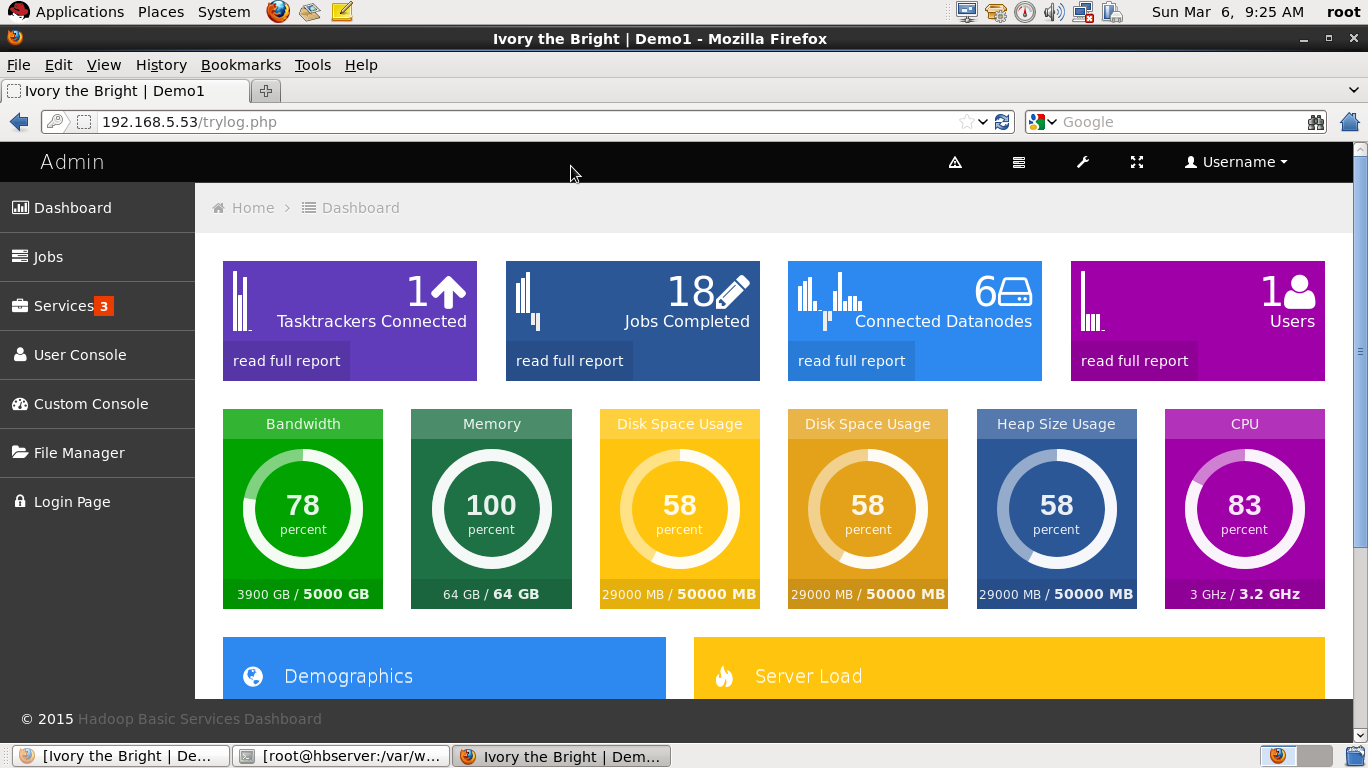 Applications Places System Sun Mar 6, 9:25 AM root
Ivory the Bright | Demo1 - Mozilla Firefox
File Edit View History Bookmarks Tools Help
Ivory the Bright | Demo1
192.168.5.53/trylog.php Google
Admin Username
Dashboard
Jobs
Services 3
User Console
Custom Console
File Manager
Login Page
Home > Dashboard
1
Tasktrackers Connected
read full report
18
Jobs Completed
read full report
6
Connected Datanodes
read full report
1
Users
read full report
Bandwidth
78
percent
3900 GB / 5000 GB
Memory
100
percent
64 GB / 64 GB
Disk Space Usage
58
percent
29000 MB / 50000 MB
Disk Space Usage
58
percent
29000 MB / 50000 MB
Heap Size Usage
58
percent
29000 MB / 50000 MB
CPU
83
percent
3 GHz / 3.2 GHz
Demographics
Server Load
© 2015 Hadoop Basic Services Dashboard
[Ivory the Bright | De... [root@hbserver:/var/w... Ivory the Bright | Dem...